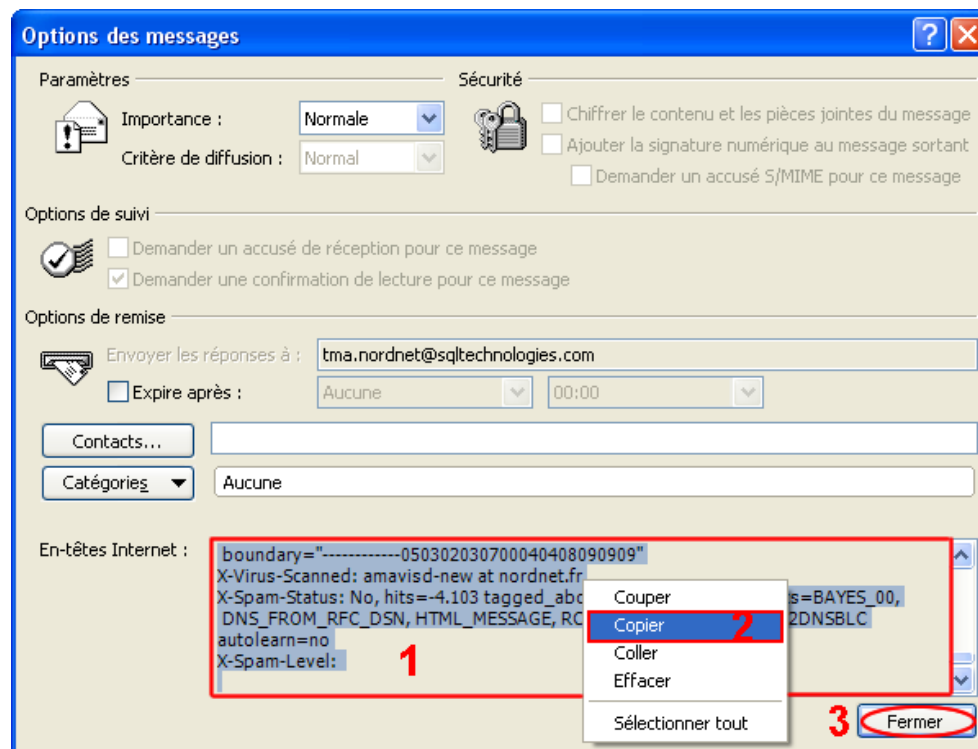 Options des messages
Paramètres
Sécurité
Importance :
Normale
Chiffrer le contenu et les pièces jointes du message
Critère de diffusion :
Normal
Ajouter la signature numérique au message sortant
Demander un accusé S/MIME pour ce message
Options de suivi
Demander un accusé de réception pour ce message
Demander une confirmation de lecture pour ce message
Options de remise
Envoyer les réponses à :
tma.nordnet@sqltechnologies.com
Expire après :
Aucune
00:00
Contacts...
Catégories
Aucune
En-têtes Internet :
boundary="------------050302030700040408090909"
X-Virus-Scanned: amavisd-new at nordnet.fr
X-Spam-Status: No, hits=-4.103 tagged_abo s=BAYES_00,
DNS_FROM_RFC_DSN, HTML_MESSAGE, RC 2DNSBLC
autolearn=no
X-Spam-Level:
1
Couper
Copier
2
Coller
Effacer
Sélectionner tout
3
Fermer